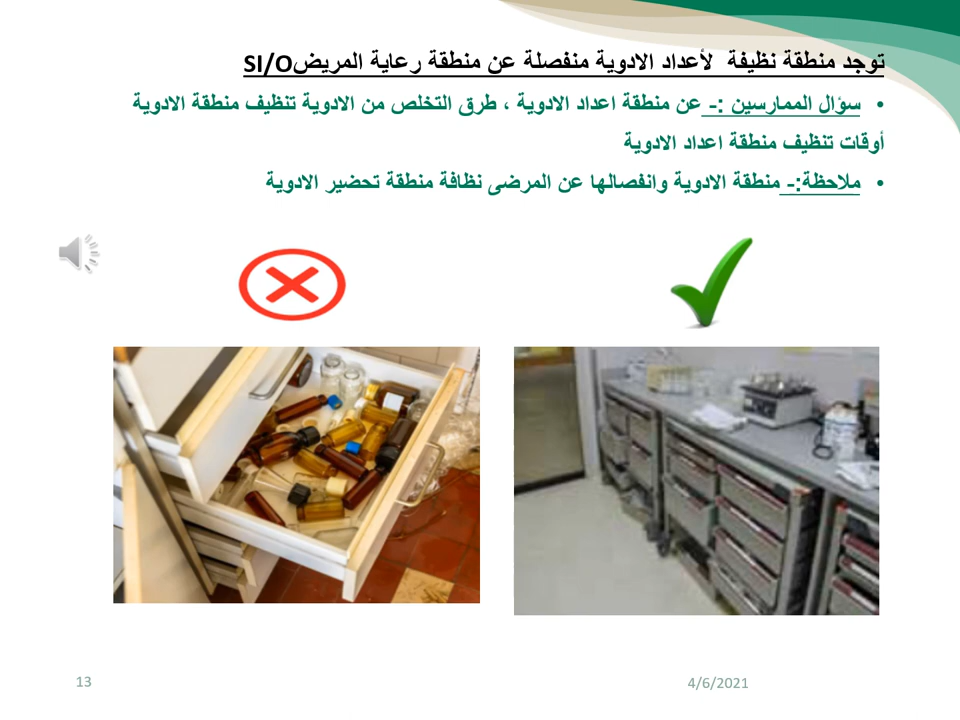 توجد منطقة نظيفة لأعداد الادوية منفصلة عن منطقة رعاية المريضSI/O
• سؤال الممارسين :- عن منطقة اعداد الادوية ، طرق التخلص من الادوية تنظيف منطقة الادوية
أوقات تنظيف منطقة اعداد الادوية
• ملاحظة:- منطقة الادوية وانفصالها عن المرضى نظافة منطقة تحضير الادوية
13
4/6/2021